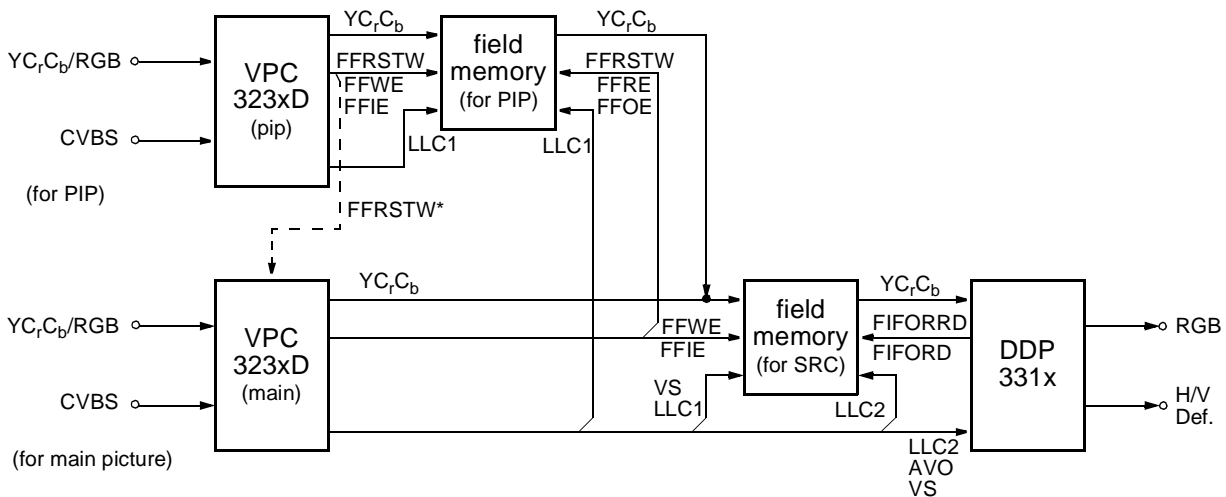 YCrCb/RGB
CVBS
(for PIP)
VPC
323xD
(pip)
YCrCb
FFRSTW
FFWE
FFIE
LLC1
field
memory
(for PIP)
YCrCb
FFRSTW
FFRE
FFOE
LLC1
FFRSTW*
YCrCb/RGB
CVBS
(for main picture)
VPC
323xD
(main)
YCrCb
FFWE
FFIE
VS
LLC1
field
memory
(for SRC)
LLC2
YCrCb
FIFORRD
FIFORD
LLC2
AVO
VS
DDP
331x
RGB
H/V
Def.